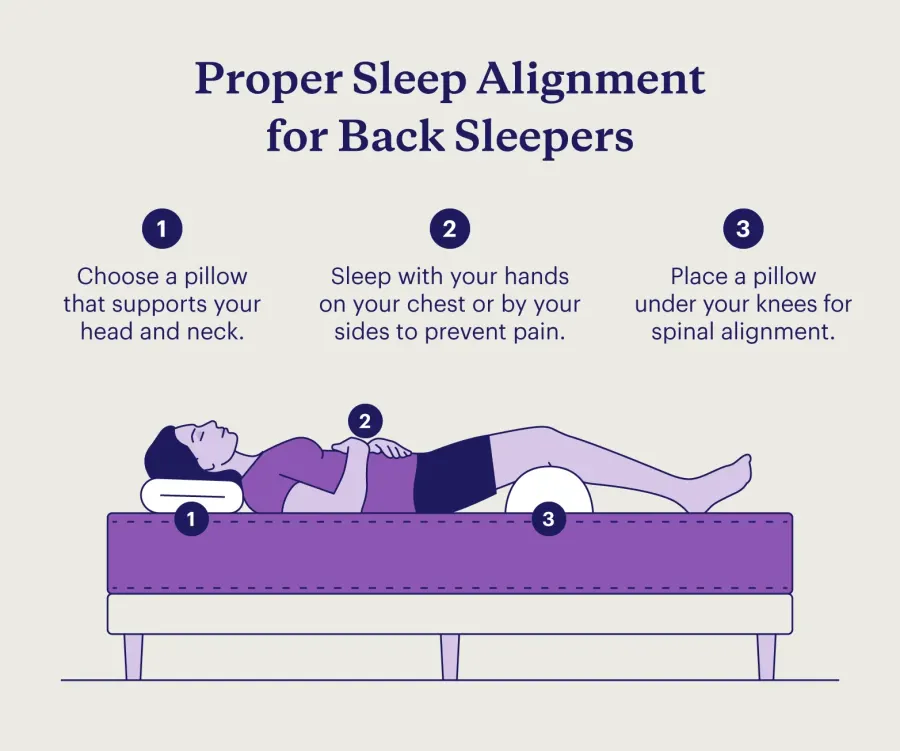 Proper Sleep Alignment
for Back Sleepers
1
Choose a pillow
that supports your
head and neck.
2
Sleep with your hands
on your chest or by your
sides to prevent pain.
3
Place a pillow
under your knees for
spinal alignment.
2
1
3